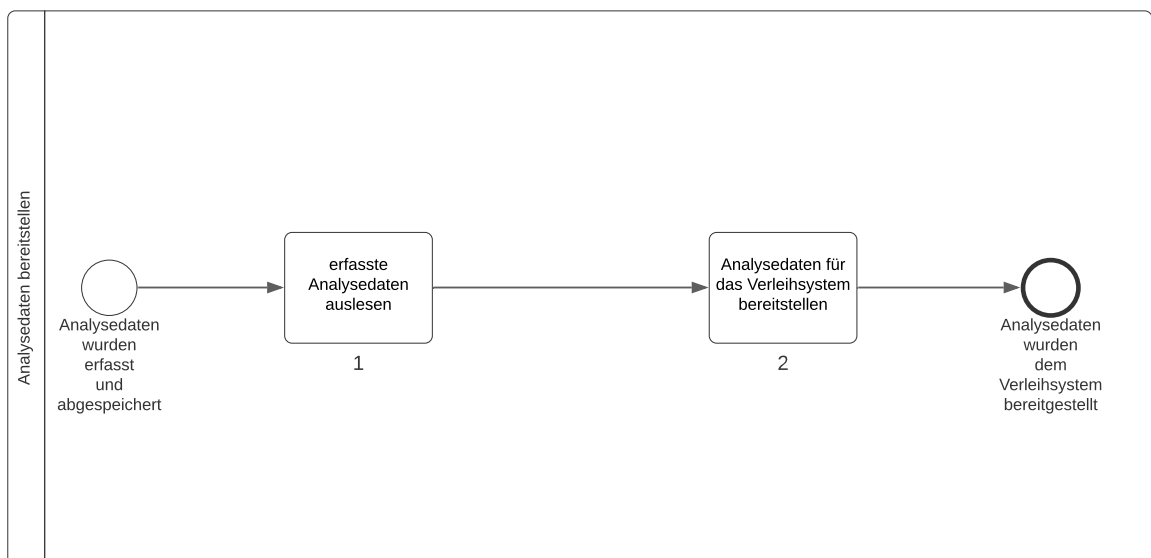 Analysedaten bereitstellen
Analysedaten
wurden
erfasst
und
abgespeichert
erfasste
Analysedaten
auslesen
1
Analysedaten für
das Verleihsystem
bereitstellen
2
Analysedaten
wurden
dem
Verleihsystem
bereitgestellt